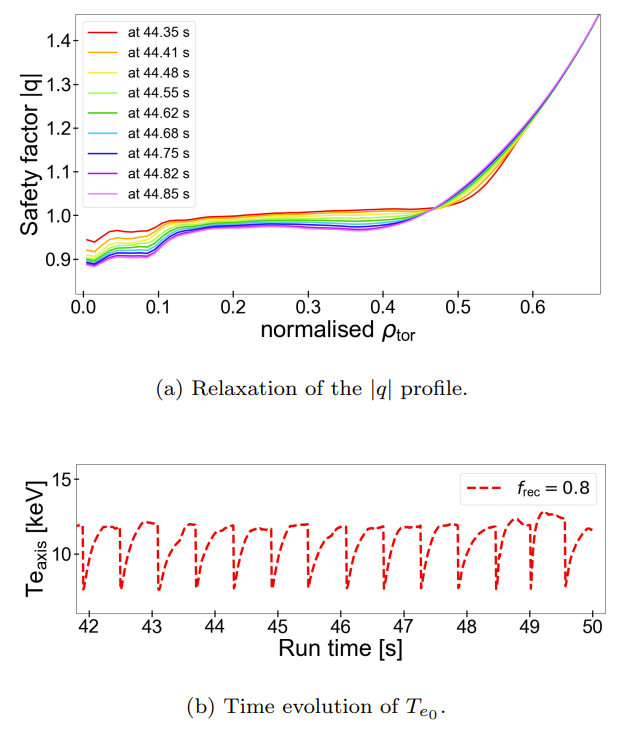 Safety factor |q|
1.4
1.3
1.2
1.1
1.0
0.9
at 44.35 s
at 44.41 s
at 44.48 s
at 44.55 s
at 44.62 s
at 44.68 s
at 44.75 s
at 44.82 s
at 44.85 s
0.0 0.1 0.2 0.3 0.4 0.5 0.6
normalised ρtor
(a) Relaxation of the |q| profile.
Teaxis [keV]
15
10
frec = 0.8
42 43 44 45 46 47 48 49 50
Run time [s]
(b) Time evolution of Te0.